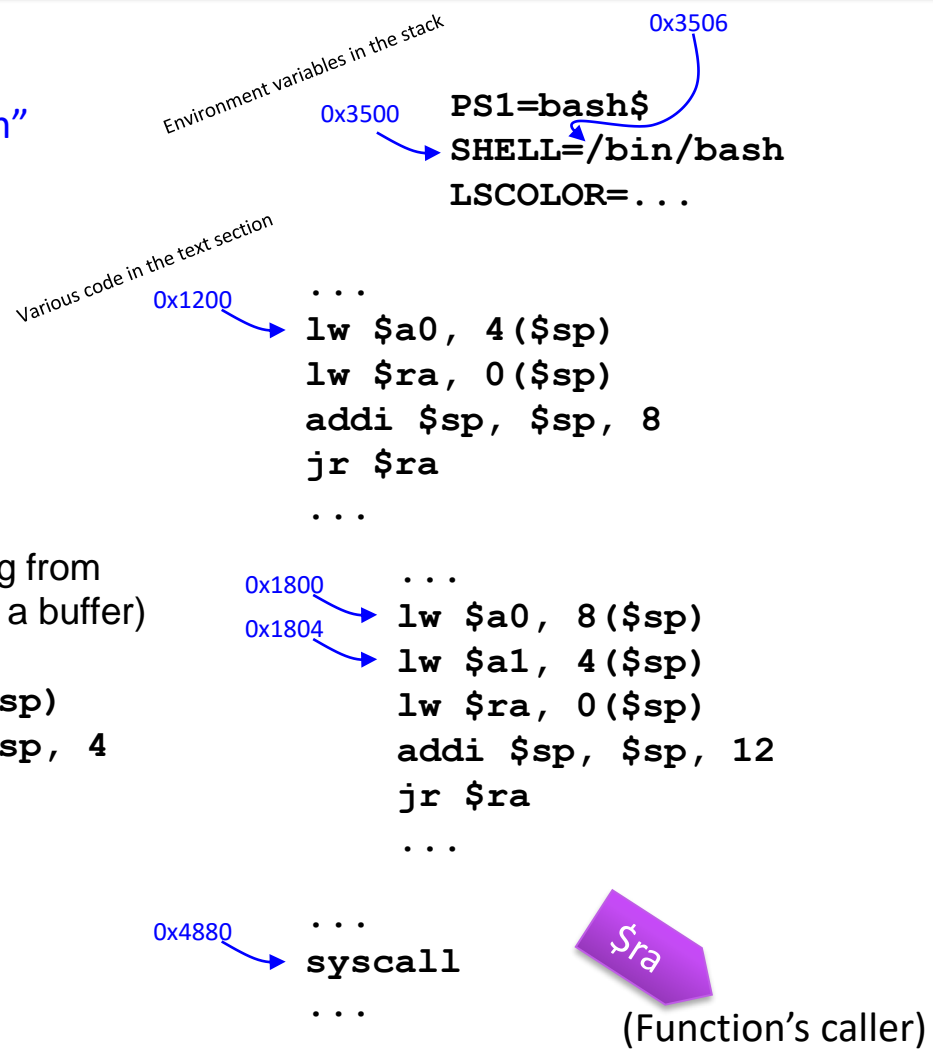 Environment variables in the stack
0x3506
0x3500
PS1=bash$
SHELL=/bin/bash
LSCOLOR=...
Various code in the text section
0x1200
...
lw $a0, 4($sp)
lw $ra, 0($sp)
addi $sp, $sp, 8
jr $ra
...
g from
a buffer)
sp)
sp, 4
0x1800
0x1804
...
lw $a0, 8($sp)
lw $a1, 4($sp)
lw $ra, 0($sp)
addi $sp, $sp, 12
jr $ra
...
0x4880
...
syscall
...
$ra
(Function’s caller)